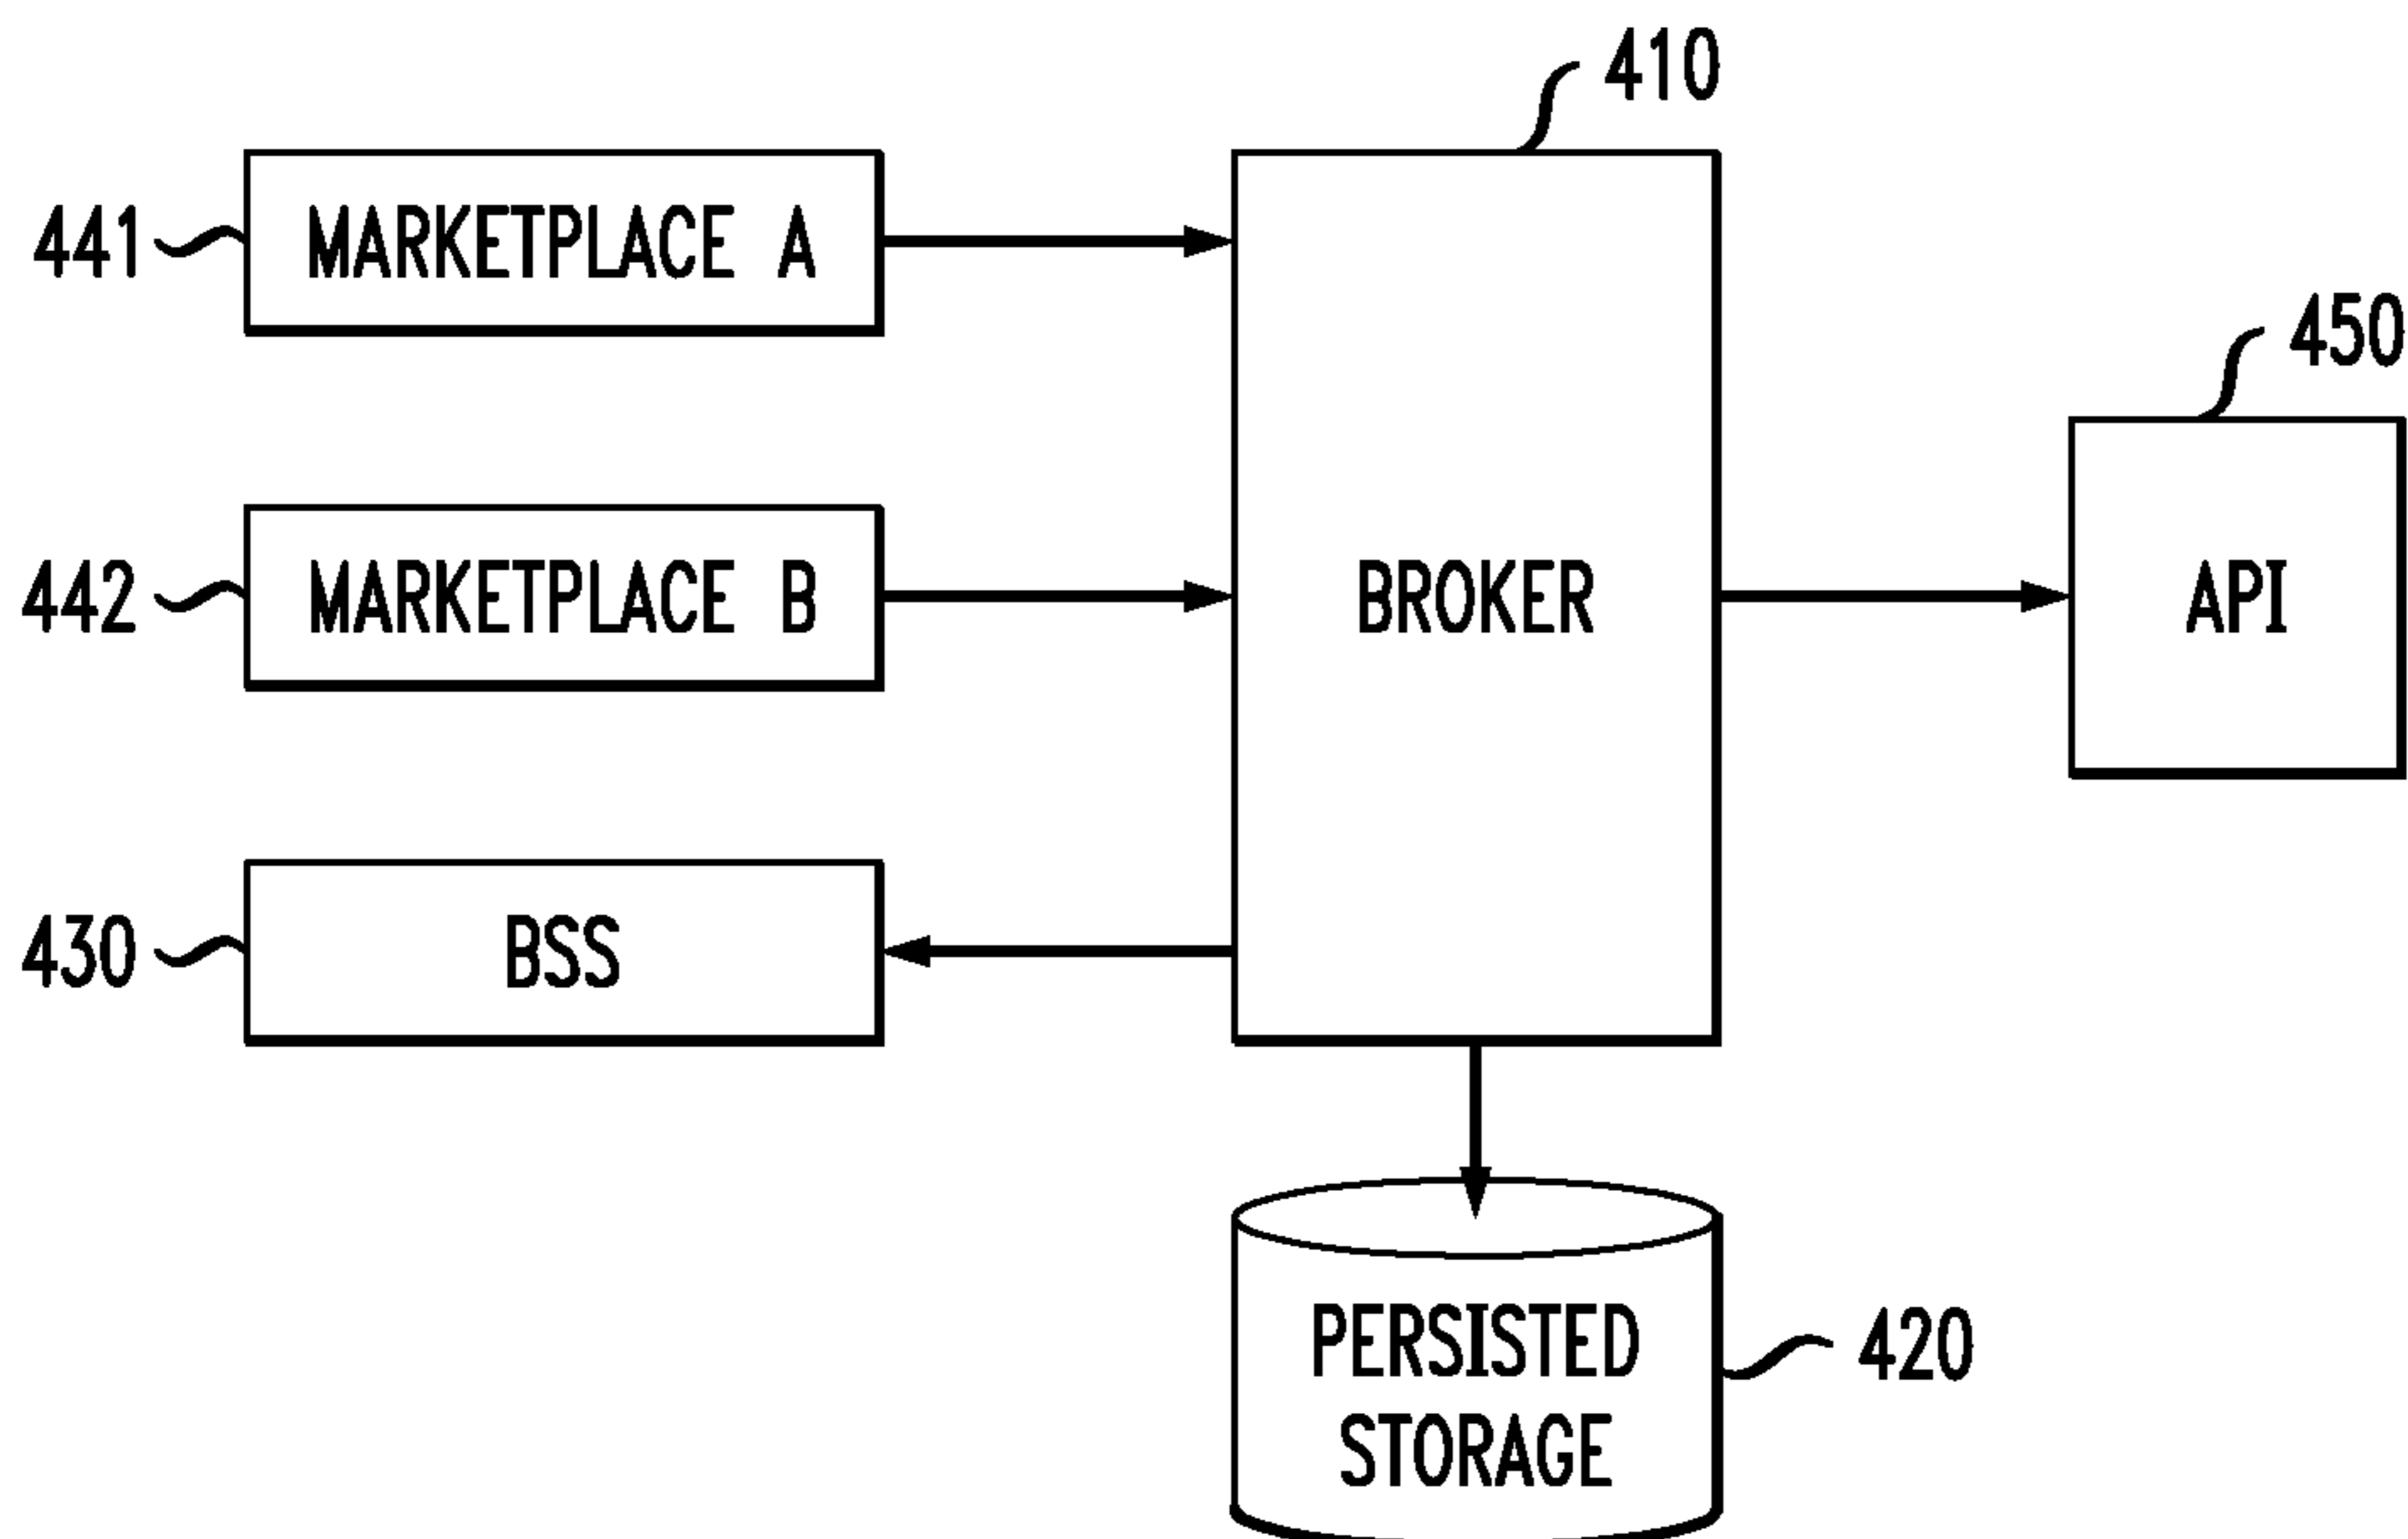 410
441
MARKETPLACE A
450
442
MARKETPLACE B
BROKER
API
430
BSS
PERSISTED
STORAGE
420